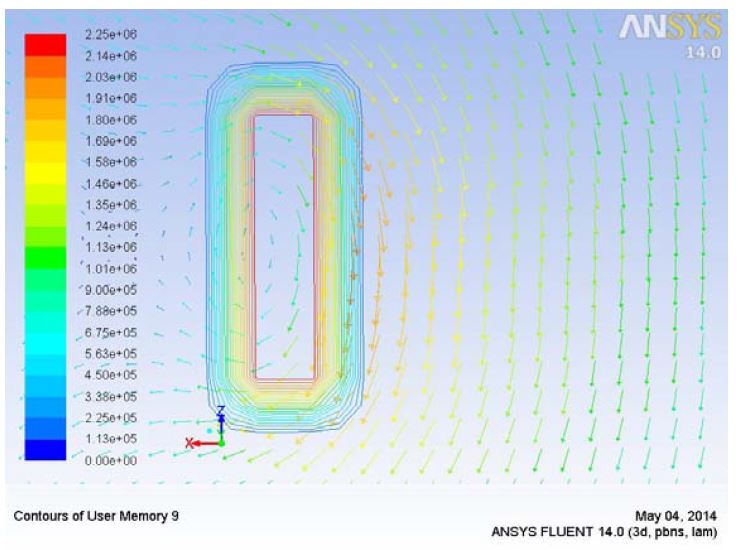 ANSYS
14.0
2.25e+06
2.14e+06
2.03e+06
1.91e+06
1.80e+06
1.69e+06
1.58e+06
1.46e+06
1.35e+06
1.24e+06
1.13e+06
1.01e+06
9.00e+05
7.88e+05
6.75e+05
5.63e+05
4.50e+05
3.38e+05
2.25e+05
1.13e+05
0.00e+00
Z
X
Contours of User Memory 9
May 04, 2014
ANSYS FLUENT 14.0 (3d, pbns, lam)